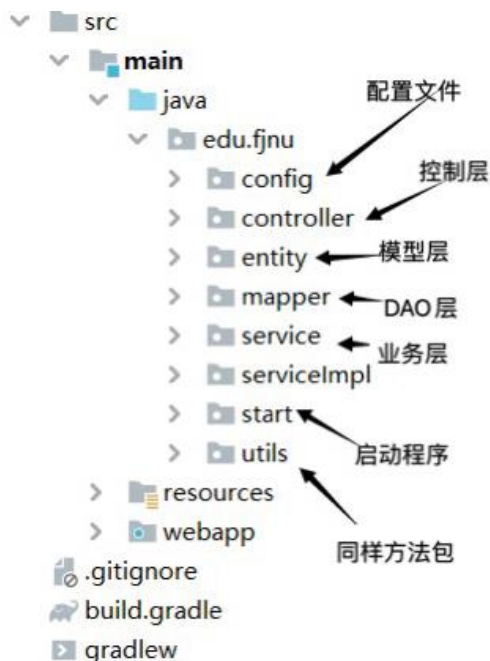 src
main
java
配置文件
edu.fjnu
config
控制层
controller
entity
模型层
mapper
DAO层
service
业务层
serviceImpl
start
启动程序
utils
resources
webapp
同样方法包
.gitignore
build.gradle
gradlew